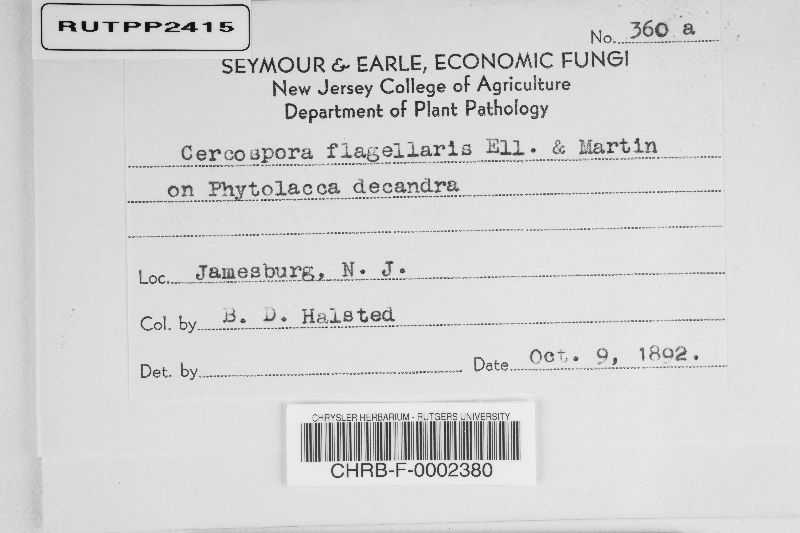 RUTPP2415
No. 360 a
SEYMOUR & EARLE, ECONOMIC FUNGI
New Jersey College of Agriculture
Department of Plant Pathology
Cercospora flagellaris Ell. & Martin
on Phytolacca decandra
Loc. Jamesburg, N. J.
Col. by B. D. Halsted
Det. by
Date Oct. 9, 1892.
CHRYSLER HERBARIUM - RUTGERS UNIVERSITY
CHRB-F-0002380